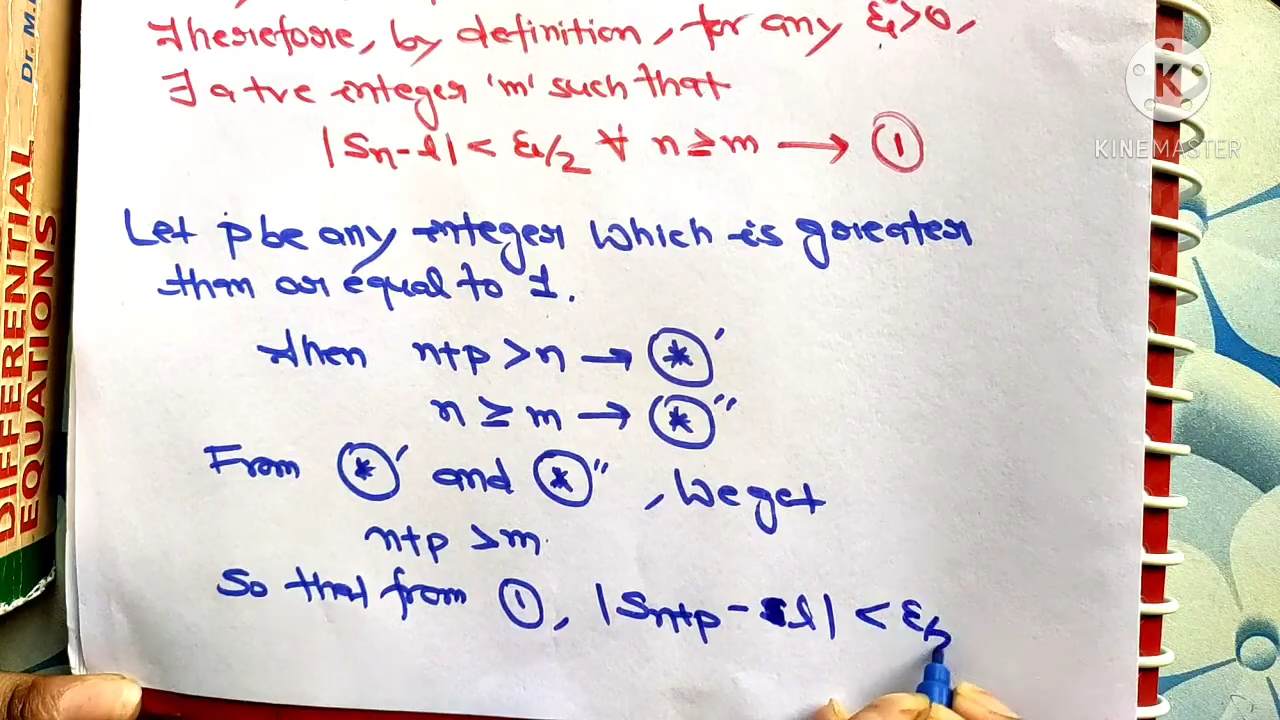 Therefore, by definition, for any ε>0,
∃ a +ve integer 'm' such that
|Sn-l| < ε/2 ∀ n ≥ m → ①
Let p be any integer which is greater
than or equal to 1.
Then n+p > n → ⊛'
n ≥ m → ⊛''
From ⊛' and ⊛'', we get
n+p > m
So that from ①, |Sn+p - l| < ε/2
DIFFERENTIAL
EQUATIONS
Dr. M.
K
KINEMASTER